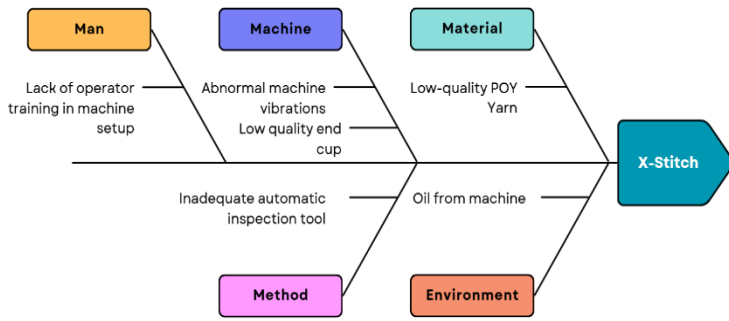 Man
Machine
Material
Lack of operator
training in machine
setup
Abnormal machine
vibrations
Low quality end
cup
Low-quality POY
Yarn
X-Stitch
Inadequate automatic
inspection tool
Oil from machine
Method
Environment